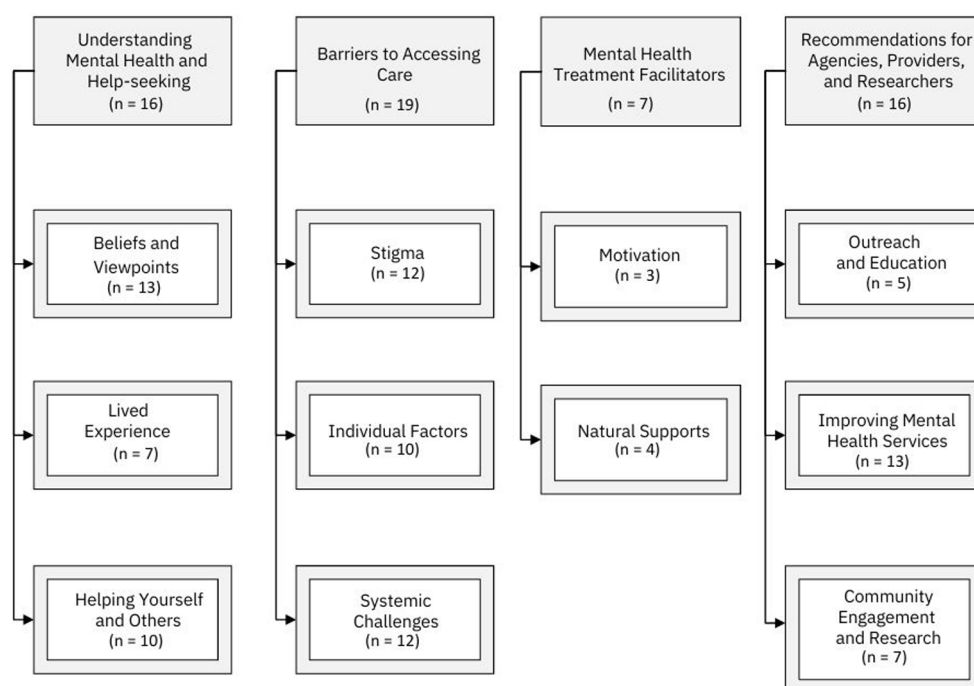 Understanding
Mental Health and
Help-seeking
(n = 16)
Beliefs and
Viewpoints
(n = 13)
Lived
Experience
(n = 7)
Helping Yourself
and Others
(n = 10)
Barriers to Accessing
Care
(n = 19)
Stigma
(n = 12)
Individual Factors
(n = 10)
Systemic
Challenges
(n = 12)
Mental Health
Treatment Facilitators
(n = 7)
Motivation
(n = 3)
Natural Supports
(n = 4)
Recommendations for
Agencies, Providers,
and Researchers
(n = 16)
Outreach
and Education
(n = 5)
Improving Mental
Health Services
(n = 13)
Community
Engagement
and Research
(n = 7)